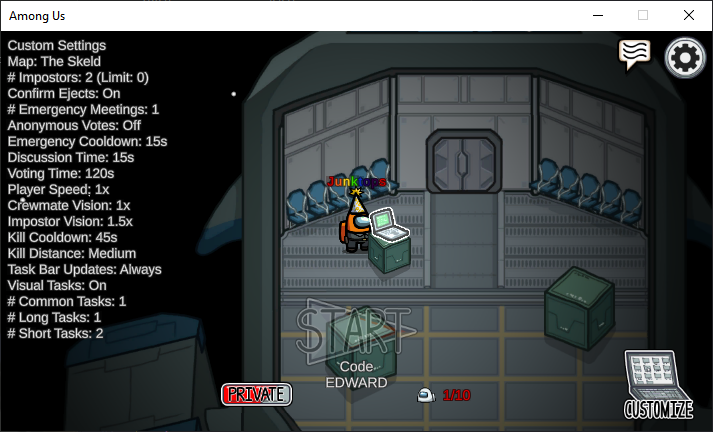 Among Us
Custom Settings
Map: The Skeld
# Impostors: 2 (Limit: 0)
Confirm Ejects: On
# Emergency Meetings: 1
Anonymous Votes: Off
Emergency Cooldown: 15s
Discussion Time: 15s
Voting Time: 120s
Player Speed: 1x
Crewmate Vision: 1x
Impostor Vision: 1.5x
Kill Cooldown: 45s
Kill Distance: Medium
Task Bar Updates: Always
Visual Tasks: On
# Common Tasks: 1
# Long Tasks: 1
# Short Tasks: 2
START
Code
EDWARD
PRIVATE
1/10
CUSTOMIZE